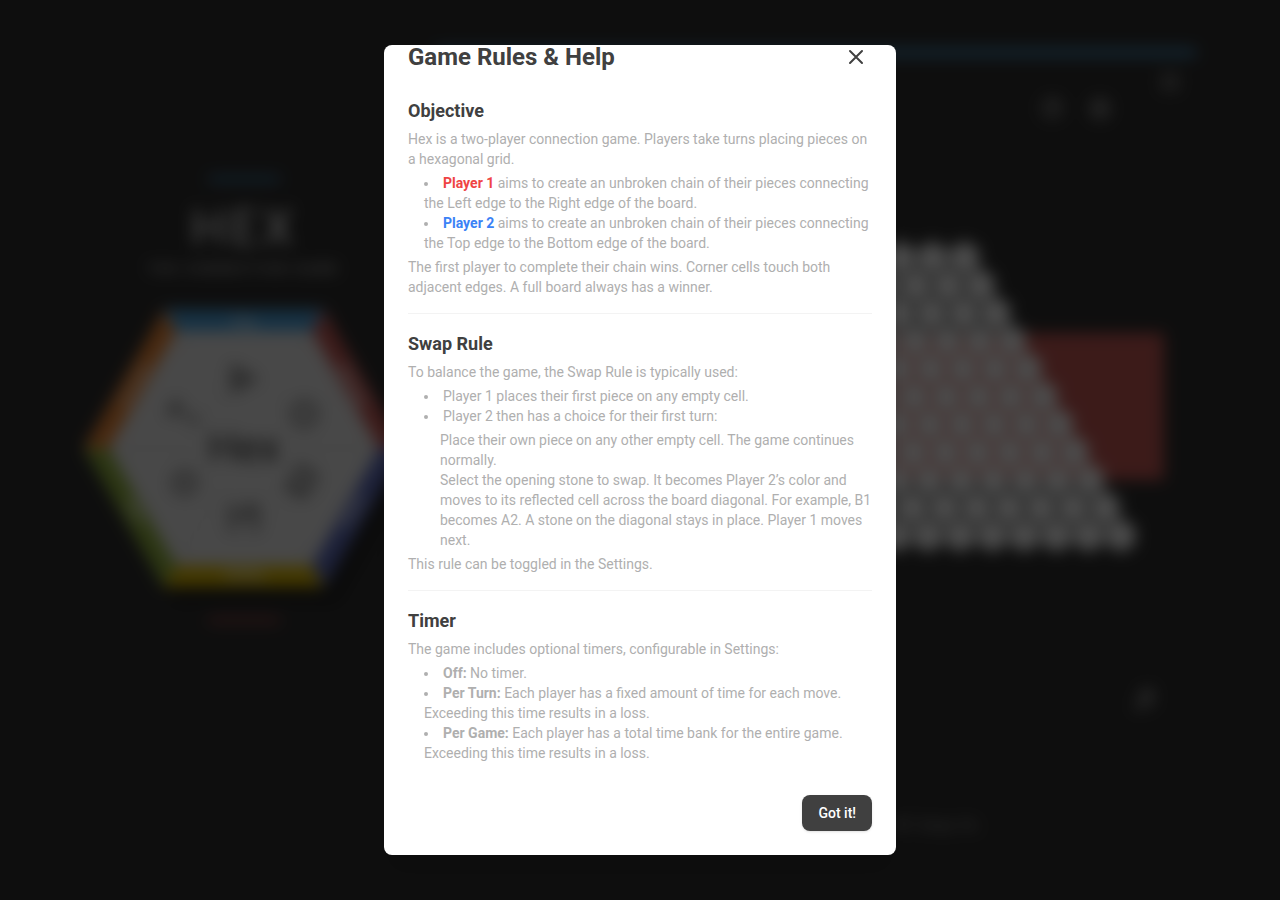 Game Rules & Help
Objective
Hex is a two-player connection game. Players take turns placing pieces on
a hexagonal grid.
• Player 1 aims to create an unbroken chain of their pieces connecting
the Left edge to the Right edge of the board.
• Player 2 aims to create an unbroken chain of their pieces connecting
the Top edge to the Bottom edge of the board.
The first player to complete their chain wins. Corner cells touch both
adjacent edges. A full board always has a winner.
Swap Rule
To balance the game, the Swap Rule is typically used:
• Player 1 places their first piece on any empty cell.
• Player 2 then has a choice for their first turn:
Place their own piece on any other empty cell. The game continues
normally.
Select the opening stone to swap. It becomes Player 2's color and
moves to its reflected cell across the board diagonal. For example, B1
becomes A2. A stone on the diagonal stays in place. Player 1 moves
next.
This rule can be toggled in the Settings.
Timer
The game includes optional timers, configurable in Settings:
• Off: No timer.
• Per Turn: Each player has a fixed amount of time for each move.
Exceeding this time results in a loss.
• Per Game: Each player has a total time bank for the entire game.
Exceeding this time results in a loss.
Got it!
HEX